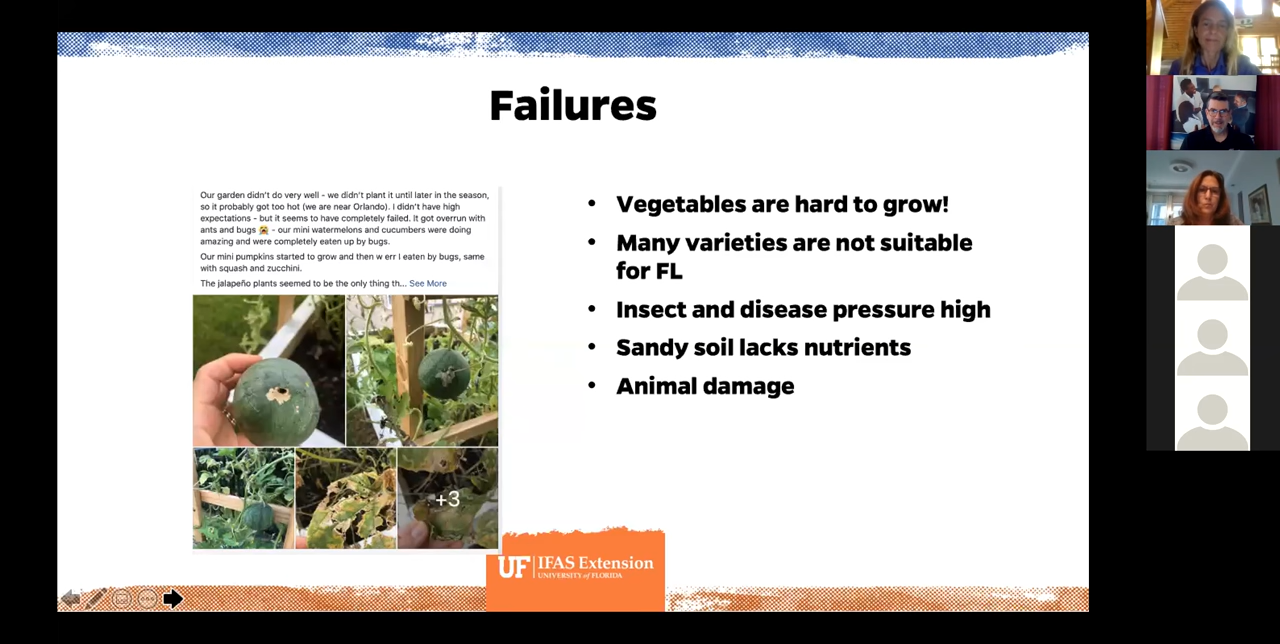 Failures
Our garden didn't do very well - we didn't plant it until later in the season,
so it probably got too hot (we are near Orlando). I didn't have high
expectations - but it seems to have completely failed. It got overrun with
ants and bugs 😭 - our mini watermelons and cucumbers were doing
amazing and were completely eaten up by bugs.
Our mini pumpkins started to grow and then w err l eaten by bugs, same
with squash and zucchini.
The jalapeño plants seemed to be the only thing th... See More
+3
• Vegetables are hard to grow!
• Many varieties are not suitable
for FL
• Insect and disease pressure high
• Sandy soil lacks nutrients
• Animal damage
UF IFAS Extension
UNIVERSITY of FLORIDA